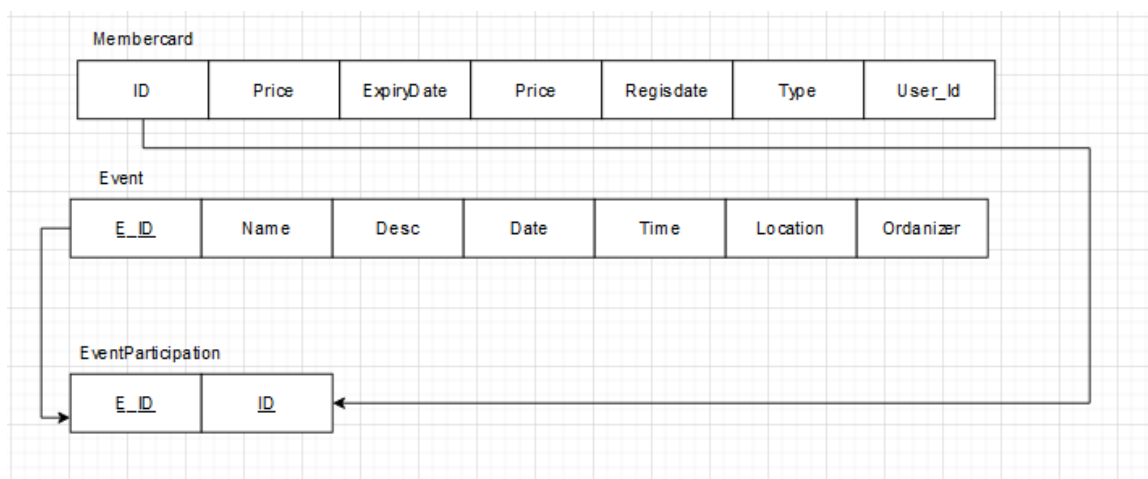 Membercard
ID Price ExpiryDate Price Regisdate Type User_Id
Event
E_ID Name Desc Date Time Location Ordanizer
EventParticipation
E_ID ID